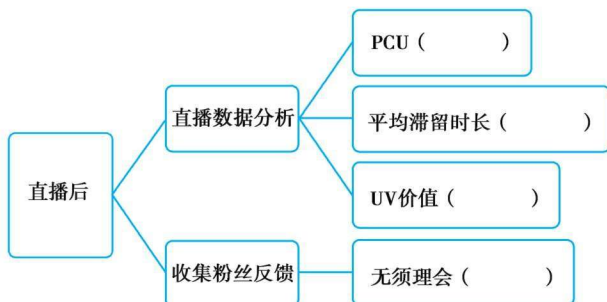 直播后
直播数据分析
PCU（ ）
平均滞留时长（ ）
UV价值（ ）
收集粉丝反馈
无须理会（ ）